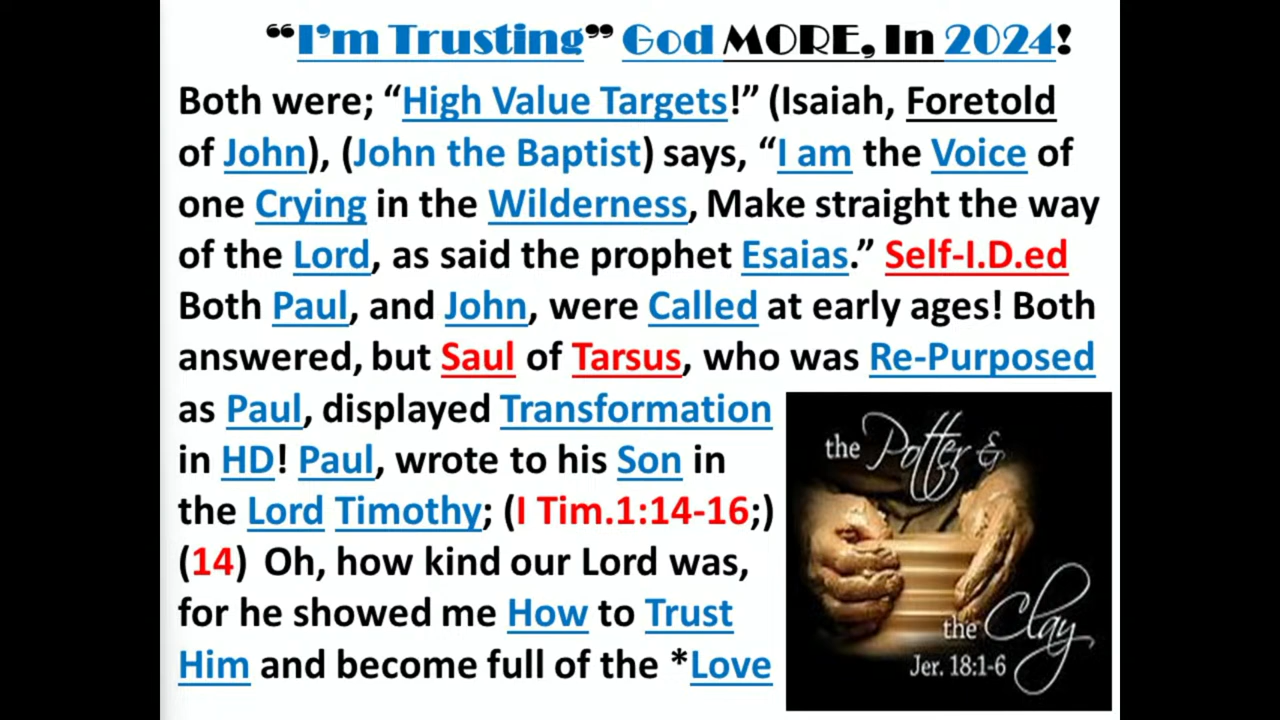 “I’m Trusting” God MORE, In 2024!
Both were; “High Value Targets!” (Isaiah, Foretold
of John), (John the Baptist) says, “I am the Voice of
one Crying in the Wilderness, Make straight the way
of the Lord, as said the prophet Esaias.” Self-I.D.ed
Both Paul, and John, were Called at early ages! Both
answered, but Saul of Tarsus, who was Re-Purposed
as Paul, displayed Transformation
in HD! Paul, wrote to his Son in
the Lord Timothy; (I Tim.1:14-16;)
(14) Oh, how kind our Lord was,
for he showed me How to Trust
Him and become full of the *Love
the Potter &
the Clay
Jer. 18:1-6